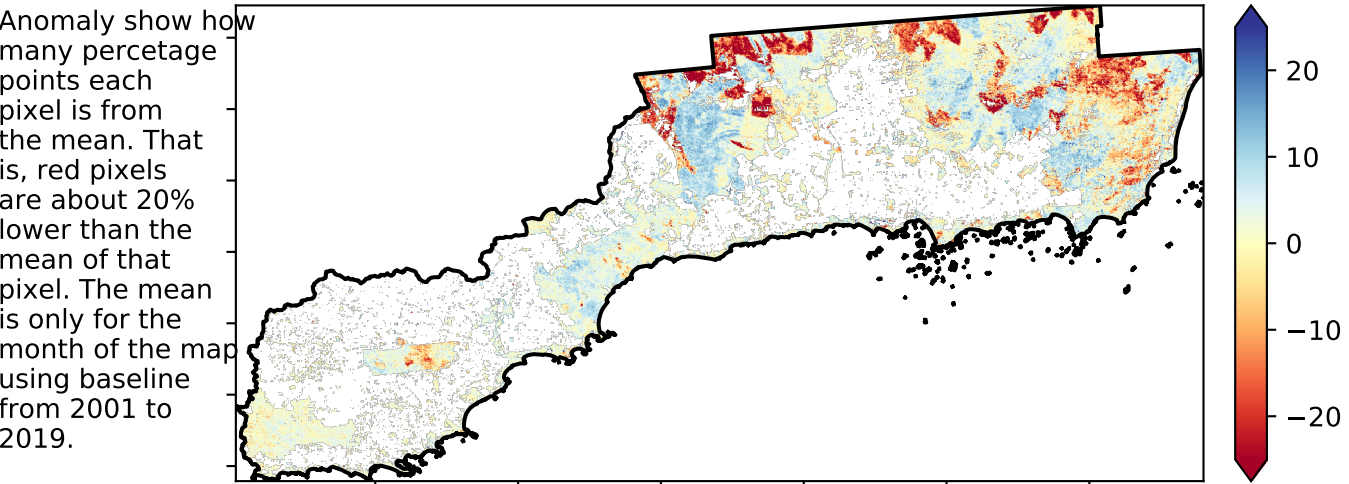 Anomaly show how
many percetage
points each
pixel is from
the mean. That
is, red pixels
are about 20%
lower than the
mean of that
pixel. The mean
is only for the
month of the map
using baseline
from 2001 to
2019.
20
10
0
−10
−20